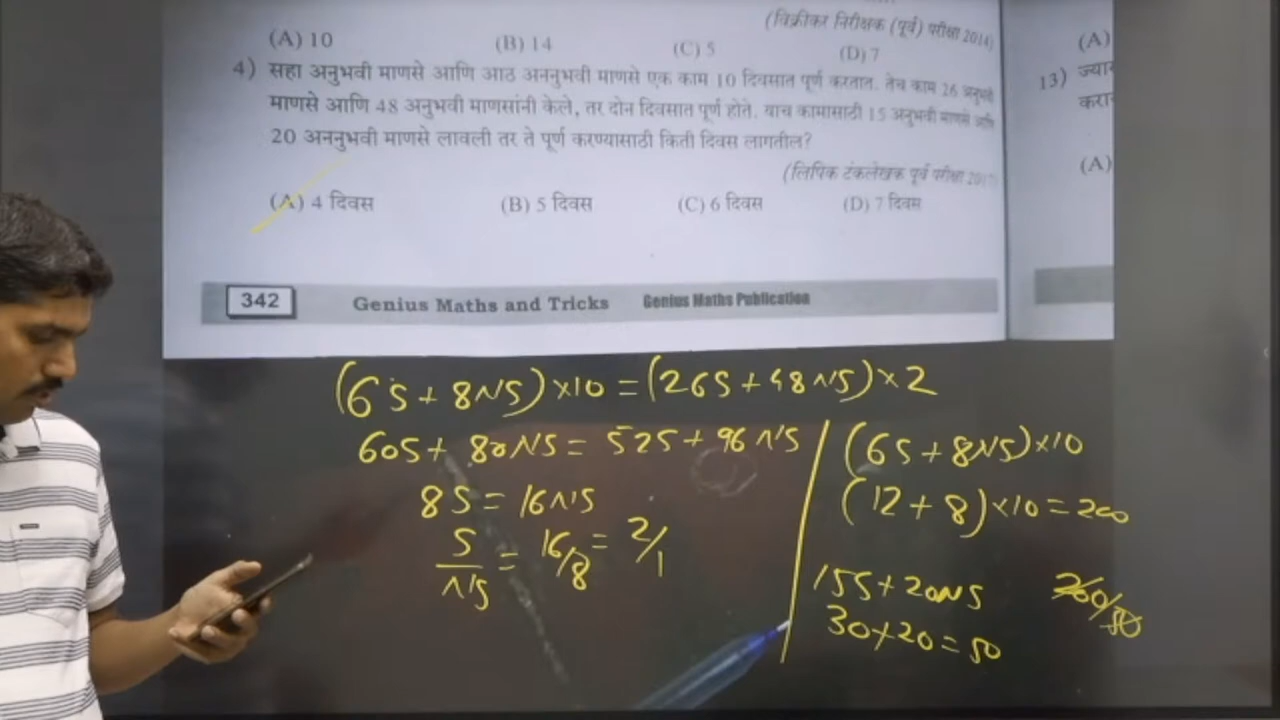 (विक्रीकर निरीक्षक (पूर्व) परीक्षा 2014)
(A) 10 (B) 14 (C) 5 (D) 7
4) सहा अनुभवी माणसे आणि आठ अननुभवी माणसे एक काम 10 दिवसात पूर्ण करतात. तेच काम 26 अनुभवी
माणसे आणि 48 अनुभवी माणसांनी केले, तर दोन दिवसात पूर्ण होते. याच कामासाठी 15 अनुभवी माणसे आणि
20 अननुभवी माणसे लावली तर ते पूर्ण करण्यासाठी किती दिवस लागतील?
(लिपिक टंकलेखक पूर्व परीक्षा 2017)
(A) 4 दिवस (B) 5 दिवस (C) 6 दिवस (D) 7 दिवस
342 Genius Maths and Tricks Genius Maths Publication
(A)
13) ज्या
करा
(A)
(6S + 8NS) × 10 = (26S + 48NS) × 2
60S + 80NS = 52S + 96NS
8S = 16NS
S/NS = 16/8 = 2/1
(6S + 8NS) × 10
(12 + 8) × 10 = 200
15S + 20NS
30 + 20 = 50
200/50